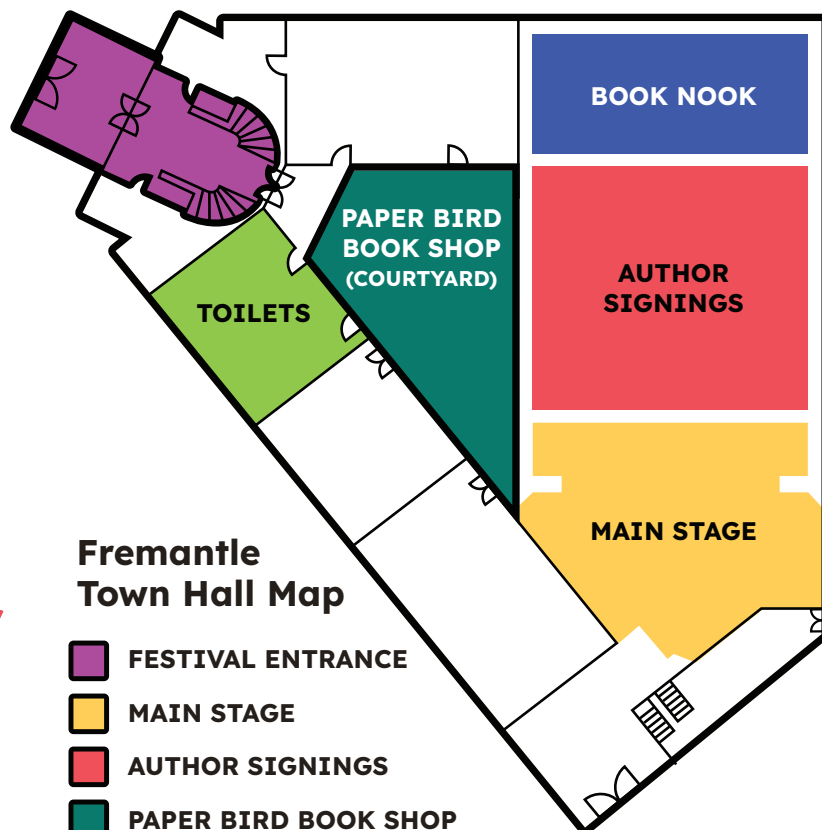 BOOK NOOK
PAPER BIRD
BOOK SHOP
(COURTYARD)
AUTHOR
SIGNINGS
TOILETS
MAIN STAGE
Fremantle
Town Hall Map
FESTIVAL ENTRANCE
MAIN STAGE
AUTHOR SIGNINGS
PAPER BIRD BOOK SHOP